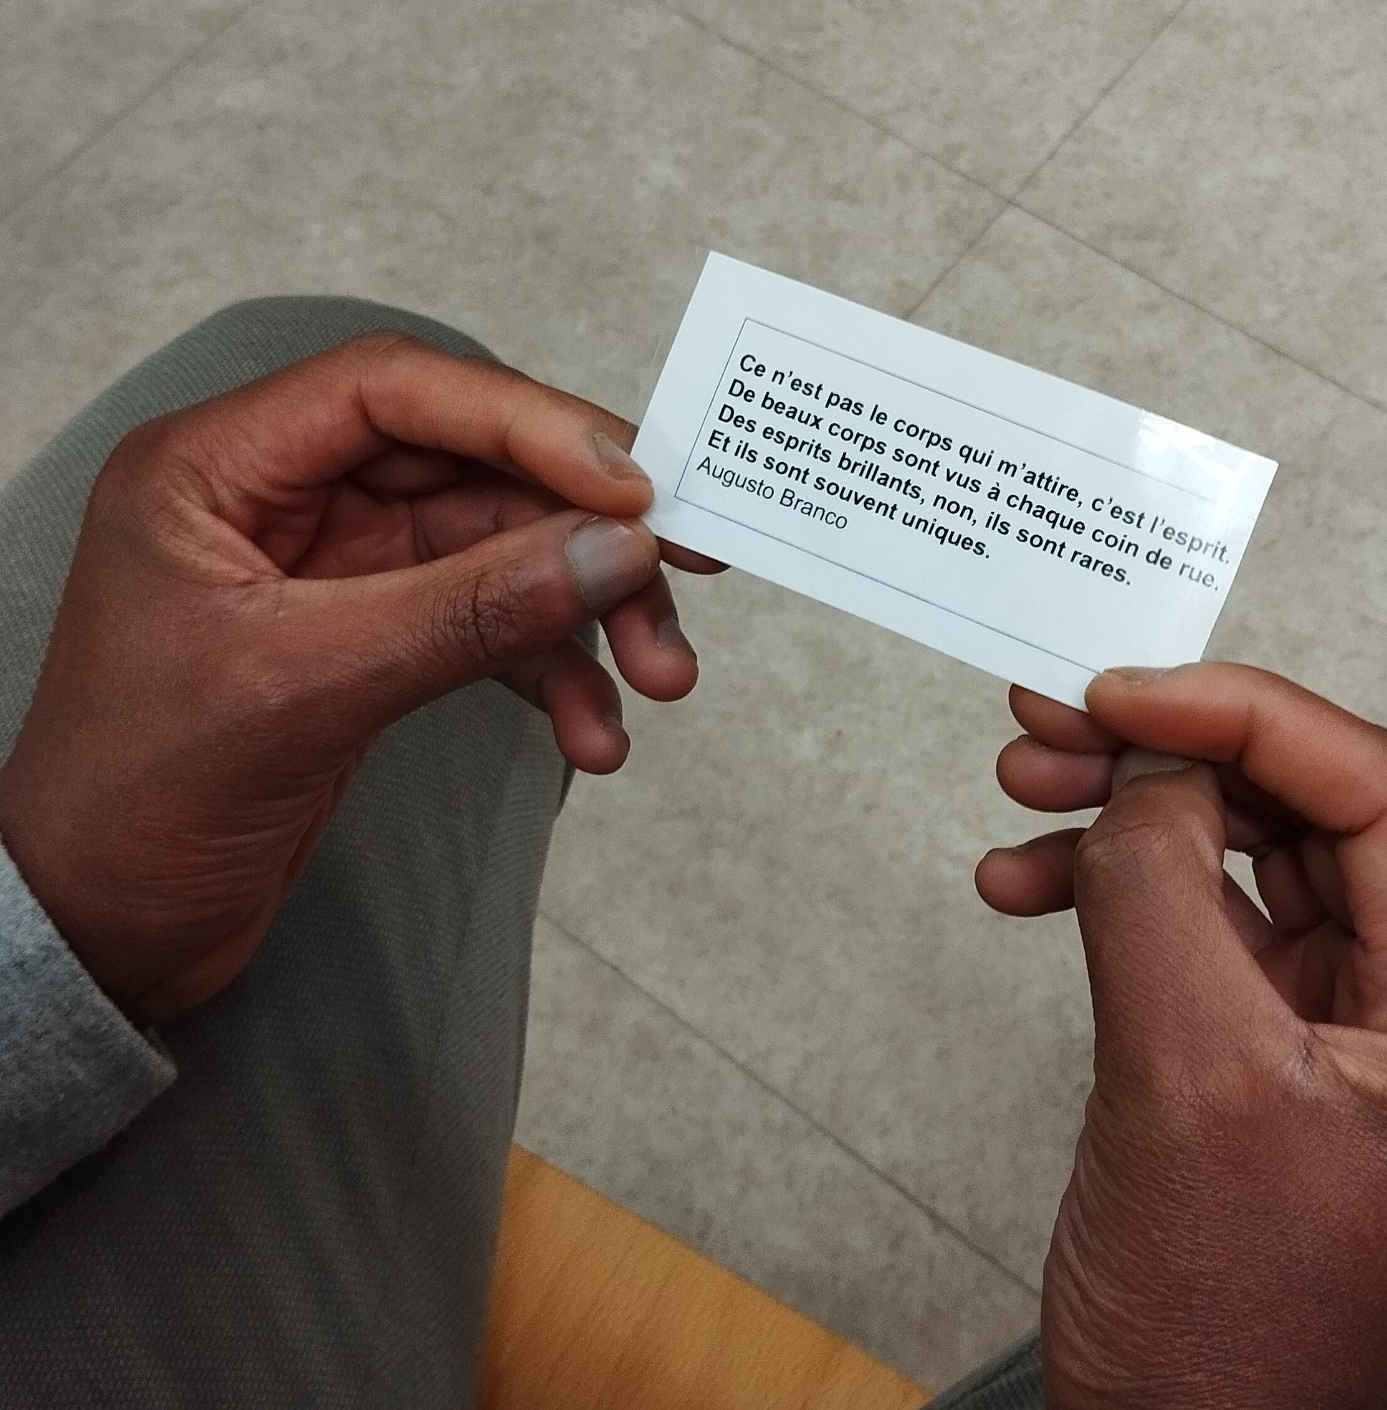 Ce n’est pas le corps qui m’attire, c’est l’esprit.
De beaux corps sont vus à chaque coin de rue.
Des esprits brillants, non, ils sont rares.
Et ils sont souvent uniques.
Augusto Branco